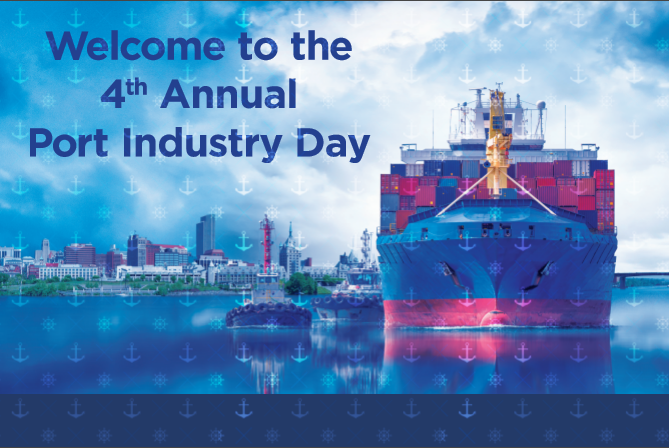 Welcome to the
4th Annual
Port Industry Day